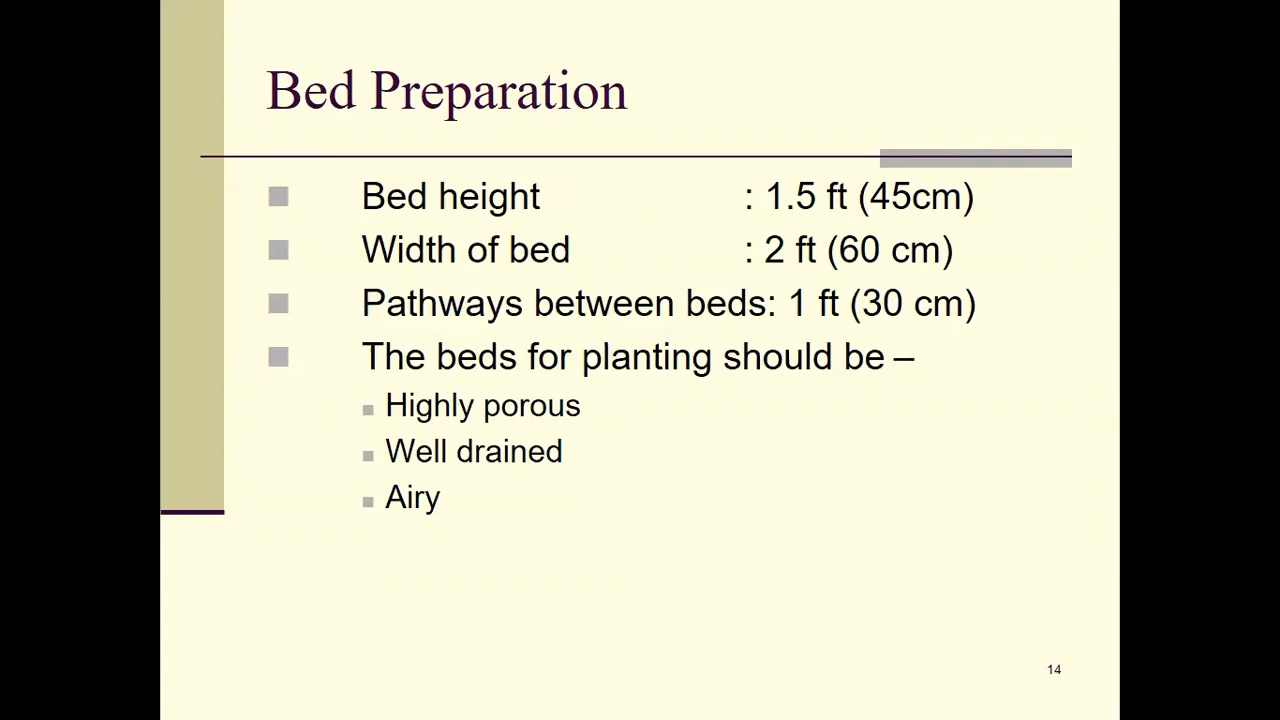 Bed Preparation
Bed height : 1.5 ft (45cm)
Width of bed : 2 ft (60 cm)
Pathways between beds: 1 ft (30 cm)
The beds for planting should be –
Highly porous
Well drained
Airy
14